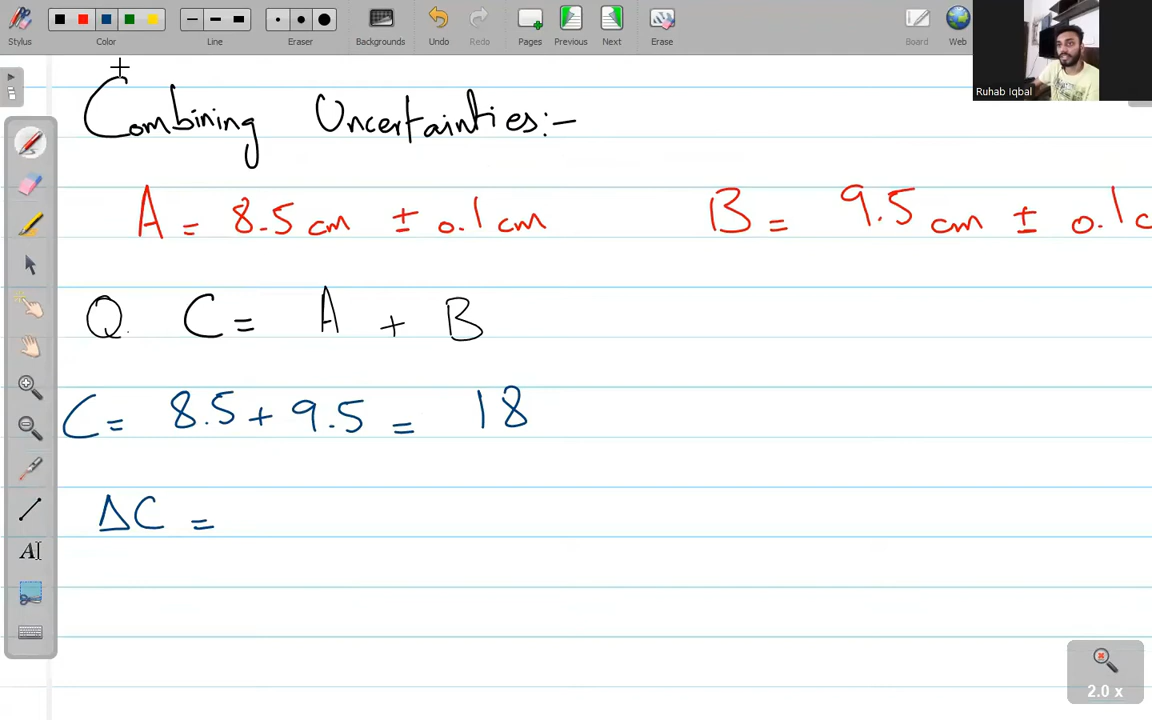 Stylus Color Line Eraser Backgrounds Undo Redo Pages Previous Next Erase Board Web
Ruhab Iqbal
Combining Uncertainties:-
A = 8.5 cm ± 0.1 cm B = 9.5 cm ± 0.1 c
Q. C = A + B
C = 8.5 + 9.5 = 18
ΔC =
2.0 x